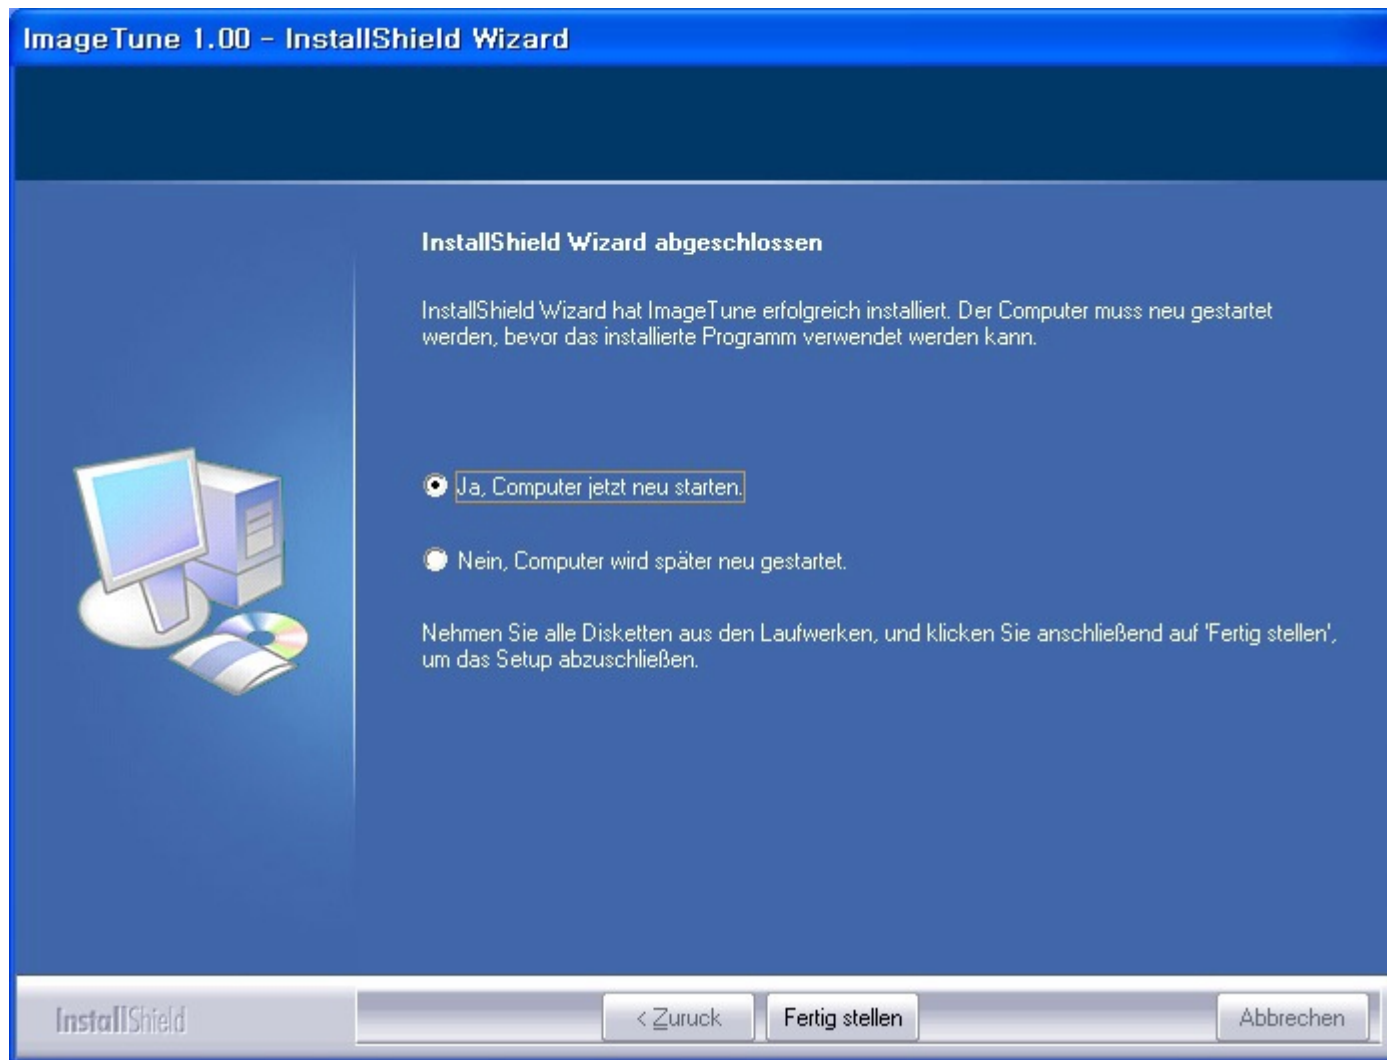 ImageTune 1.00 - InstallShield Wizard
InstallShield Wizard abgeschlossen
InstallShield Wizard hat ImageTune erfolgreich installiert. Der Computer muss neu gestartet
werden, bevor das installierte Programm verwendet werden kann.
Ja, Computer jetzt neu starten.
Nein, Computer wird später neu gestartet.
Nehmen Sie alle Disketten aus den Laufwerken, und klicken Sie anschließend auf 'Fertig stellen',
um das Setup abzuschließen.
InstallShield
< Zuruck
Fertig stellen
Abbrechen